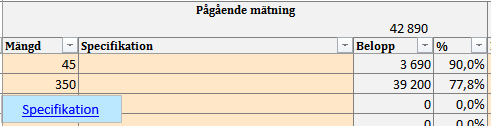 Pågående mätning
42 890
Mängd Specifikation Belopp %
45 3 690 90,0%
350 39 200 77,8%
Specifikation 0 0,0%
0 0,0%